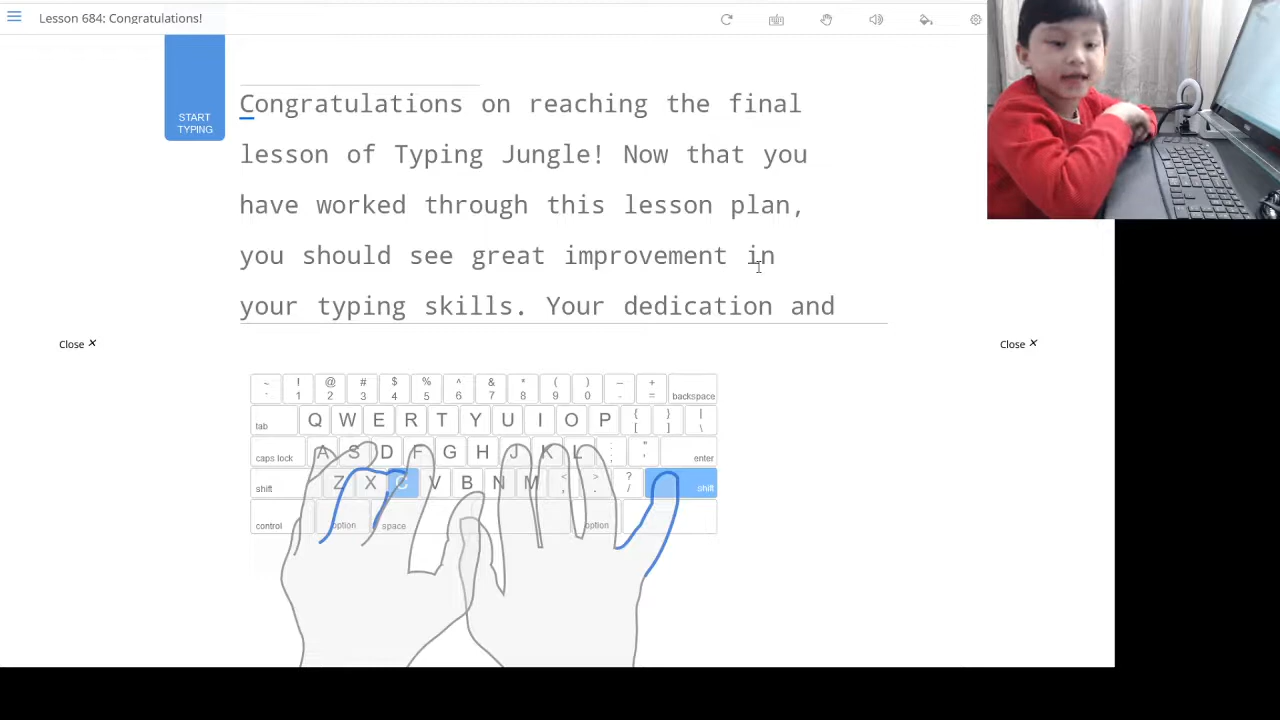 Lesson 684: Congratulations!
START
TYPING
Congratulations on reaching the final
lesson of Typing Jungle! Now that you
have worked through this lesson plan,
you should see great improvement in
your typing skills. Your dedication and
Close ×
Close ×
~ ! @ # $ % ^ & * ( ) – +
` 1 2 3 4 5 6 7 8 9 0 - = backspace
tab Q W E R T Y U I O P { [ } ] | \
caps lock A S D F G H J K L : ; " ' enter
shift Z X C V B N M < , > . ? / shift
control option space option